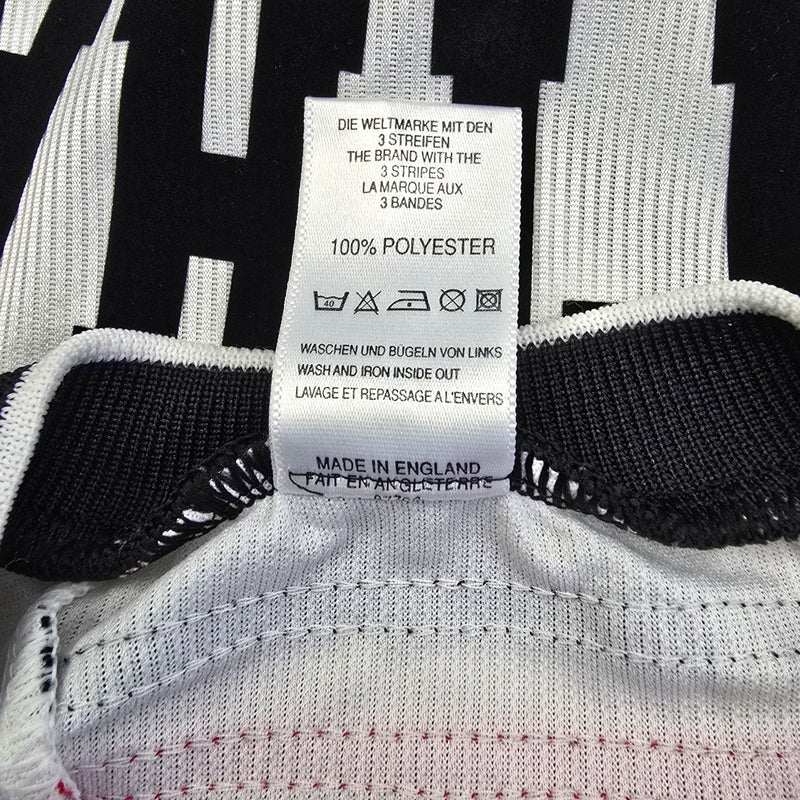 DIE WELTMARKE MIT DEN
3 STREIFEN
THE BRAND WITH THE
3 STRIPES
LA MARQUE AUX
3 BANDES
100% POLYESTER
40
WASCHEN UND BÜGELN VON LINKS
WASH AND IRON INSIDE OUT
LAVAGE ET REPASSAGE A L'ENVERS
MADE IN ENGLAND
FAIT EN ANGLETERRE